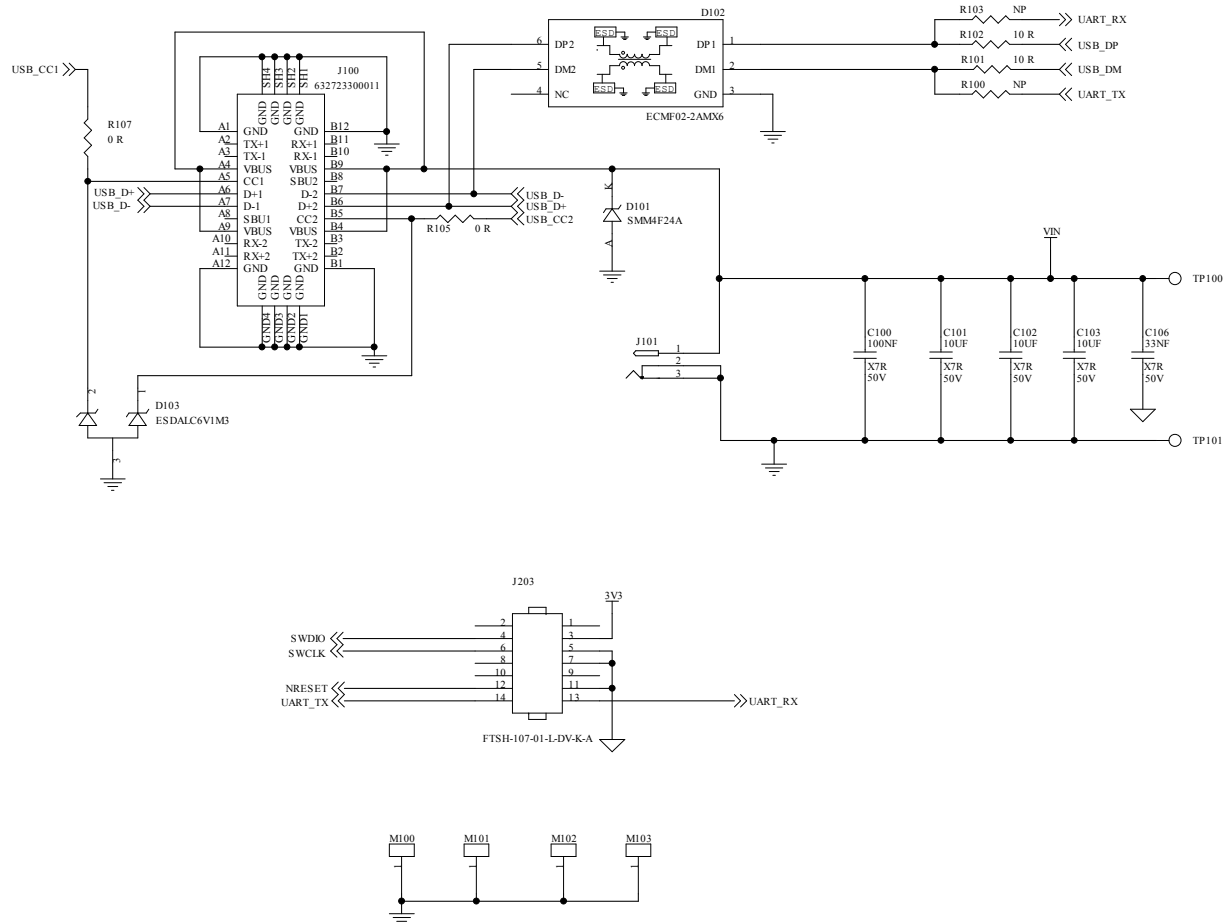 USB_CC1
R107
0 R
J100
632723300011
SH4
SH3
SH2
SH1
GND
GND
GND
GND
A1 GND GND B12
A2 TX+1 RX+1 B11
A3 TX-1 RX-1 B10
A4 VBUS VBUS B9
A5 CC1 SBU2 B8
A6 D+1 D-2 B7
A7 D-1 D+2 B6
A8 SBU1 CC2 B5
A9 VBUS VBUS B4
A10 RX-2 TX-2 B3
A11 RX+2 TX+2 B2
A12 GND GND B1
GND
GND
GND
GND
GND4
GND3
GND2
GND1
USB_D+
USB_D-
USB_D-
USB_D+
USB_CC2
R105 0 R
2
1
D103
ESDALC6V1M3
3
D102
6 DP2 DP1 1
5 DM2 DM1 2
4 NC GND 3
ESD
ESD
ESD
ESD
ECMF02-2AMX6
R103 NP UART_RX
R102 10 R USB_DP
R101 10 R USB_DM
R100 NP UART_TX
K
D101
SMM4F24A
A
VIN
TP100
J101
1
2
3
C100
100NF
X7R
50V
C101
10UF
X7R
50V
C102
10UF
X7R
50V
C103
10UF
X7R
50V
C106
33NF
X7R
50V
TP101
J203
3V3
2 1
SWDIO 4 3
SWCLK 6 5
8 7
10 9
NRESET 12 11
UART_TX 14 13 UART_RX
FTSH-107-01-L-DV-K-A
M100
M101
M102
M103
1
1
1
1